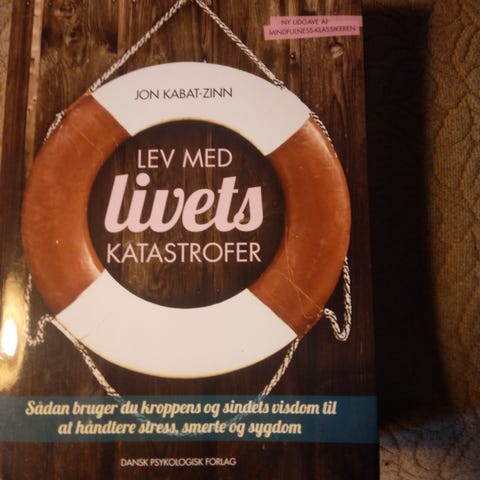 NY UDGAVE AF
MINDFULNESS-KLASSIKEREN
JON KABAT-ZINN
LEV MED
livets
KATASTROFER
Sådan bruger du kroppens og sindets visdom til
at håndtere stress, smerte og sygdom
DANSK PSYKOLOGISK FORLAG